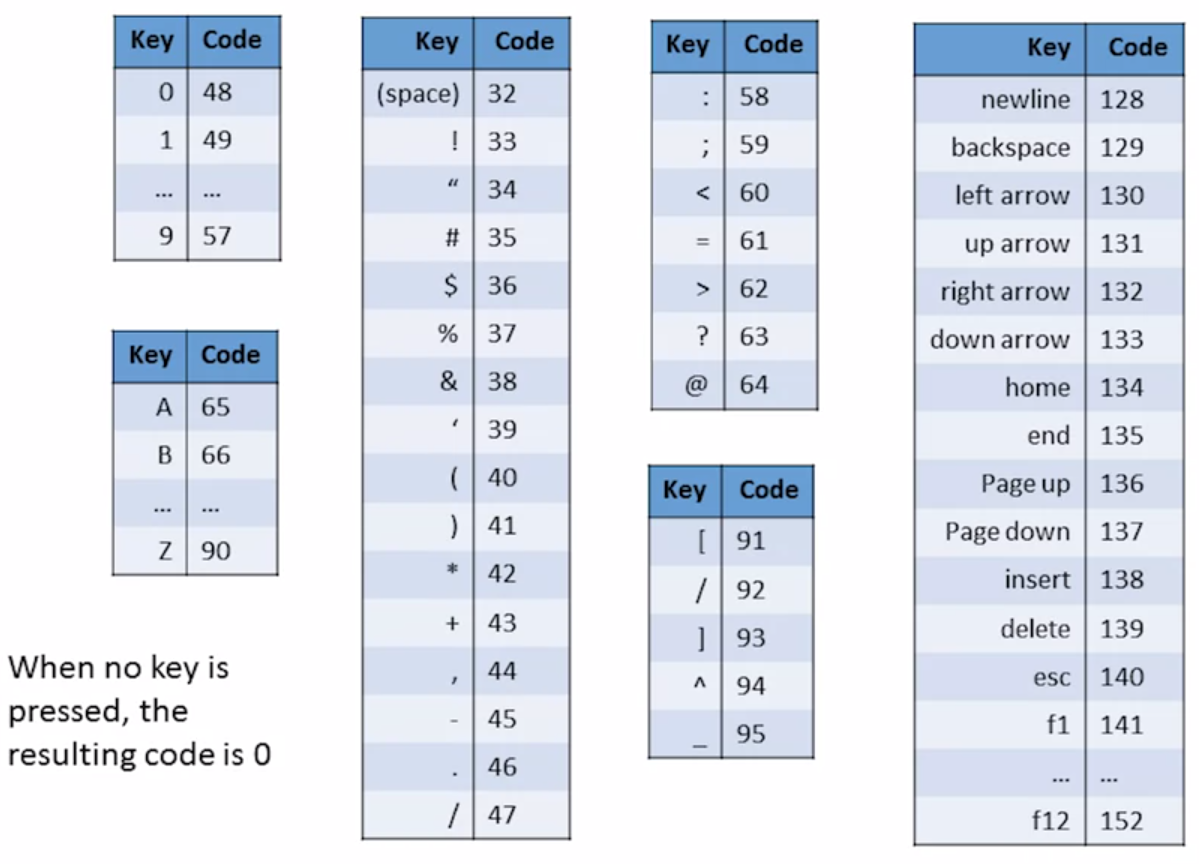 Key Code
0 48
1 49
... ...
9 57
Key Code
A 65
B 66
... ...
Z 90
When no key is
pressed, the
resulting code is 0
Key Code
(space) 32
! 33
“ 34
# 35
$ 36
% 37
& 38
‘ 39
( 40
) 41
* 42
+ 43
, 44
- 45
. 46
/ 47
Key Code
: 58
; 59
< 60
= 61
> 62
? 63
@ 64
Key Code
[ 91
/ 92
] 93
^ 94
_ 95
Key Code
newline 128
backspace 129
left arrow 130
up arrow 131
right arrow 132
down arrow 133
home 134
end 135
Page up 136
Page down 137
insert 138
delete 139
esc 140
f1 141
... ...
f12 152